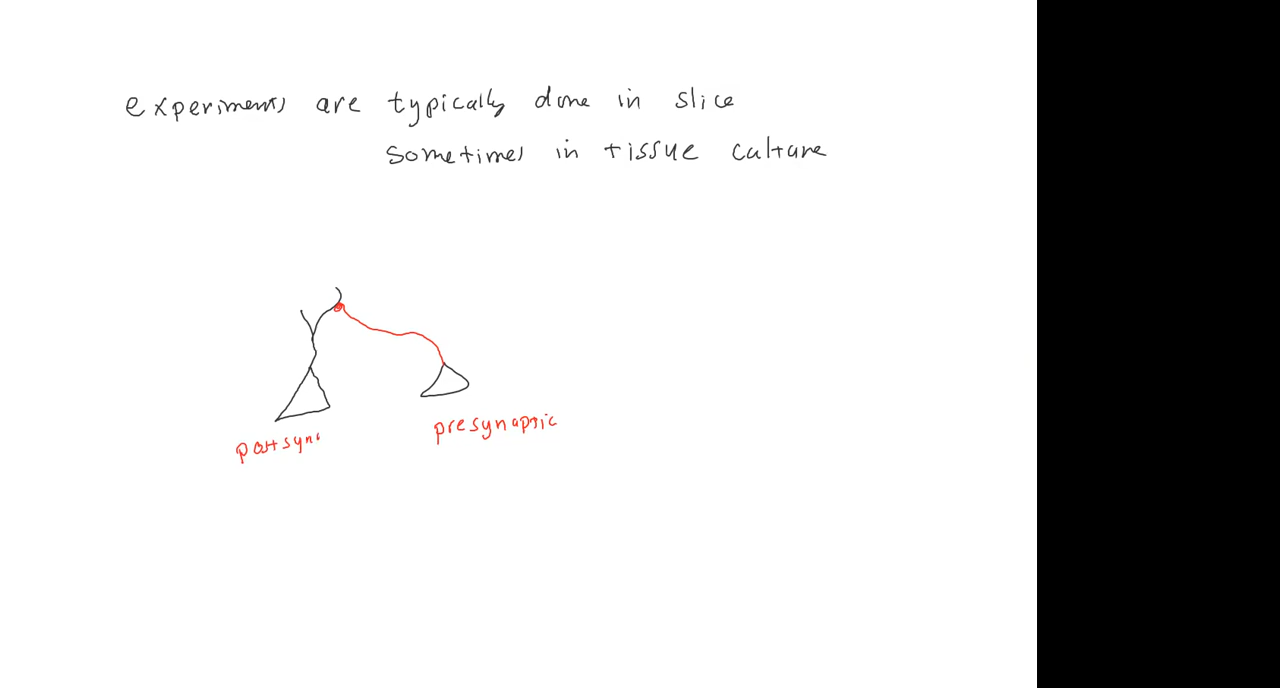 experiments are typically done in slice
sometimes in tissue culture
postsyn
presynaptic